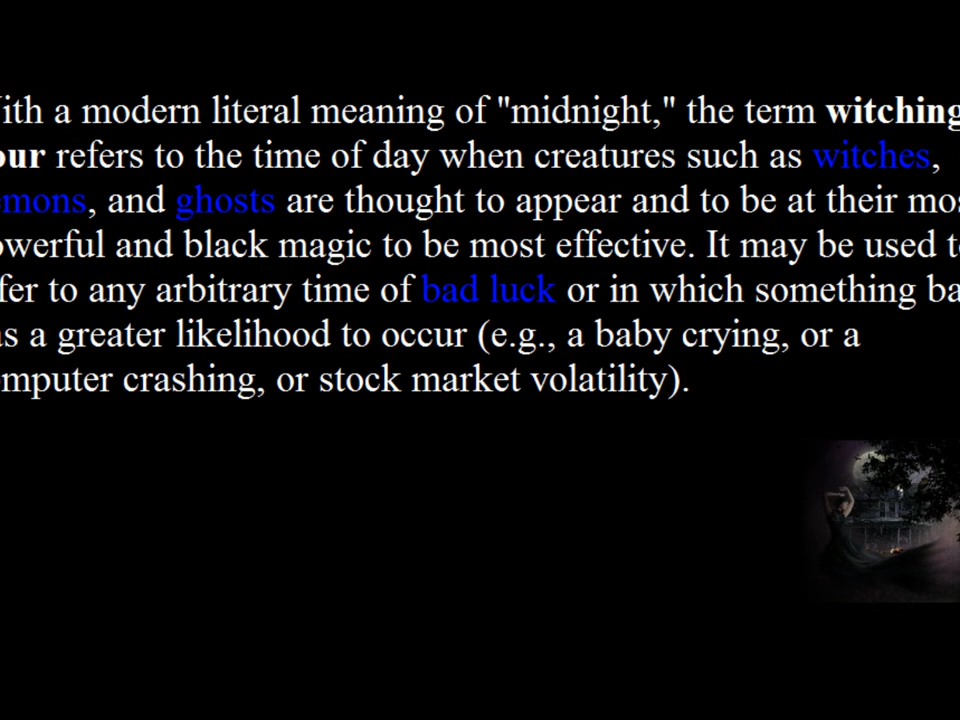 ith a modern literal meaning of "midnight," the term witching
our refers to the time of day when creatures such as witches,
mons, and ghosts are thought to appear and to be at their mos
owerful and black magic to be most effective. It may be used t
fer to any arbitrary time of bad luck or in which something ba
as a greater likelihood to occur (e.g., a baby crying, or a
mputer crashing, or stock market volatility).